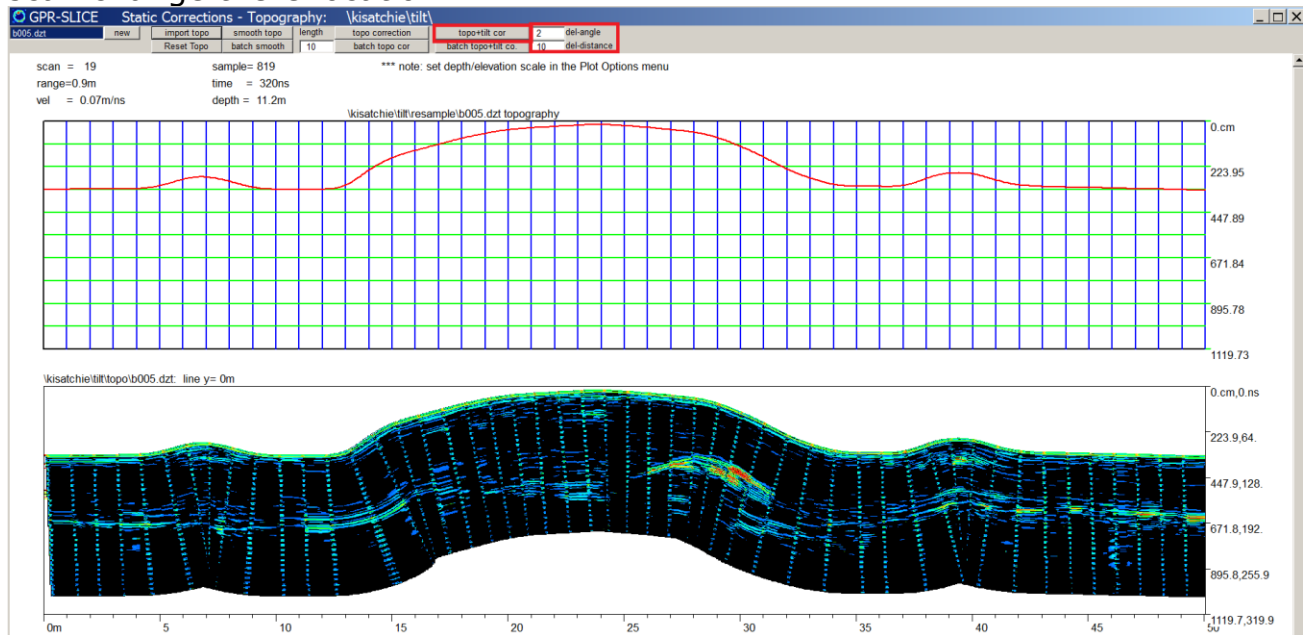 GPR-SLICE Static Corrections - Topography: \kisatchie\tilt\
b005.dzt new import topo smooth topo length topo correction topo+tilt cor 2 del-angle
Reset Topo batch smooth 10 batch topo cor batch topo+tilt co. 10 del-distance
scan = 19 sample= 819 *** note: set depth/elevation scale in the Plot Options menu
range=0.9m time = 320ns
vel = 0.07m/ns depth = 11.2m
\kisatchie\tilt\resample\b005.dzt topography
0.cm
223.95
447.89
671.84
895.78
1119.73
\kisatchie\tilt\topo\b005.dzt: line y= 0m
0.cm,0.ns
223.9,64.
447.9,128.
671.8,192.
895.8,255.9
1119.7,319.9
0m 5 10 15 20 25 30 35 40 45